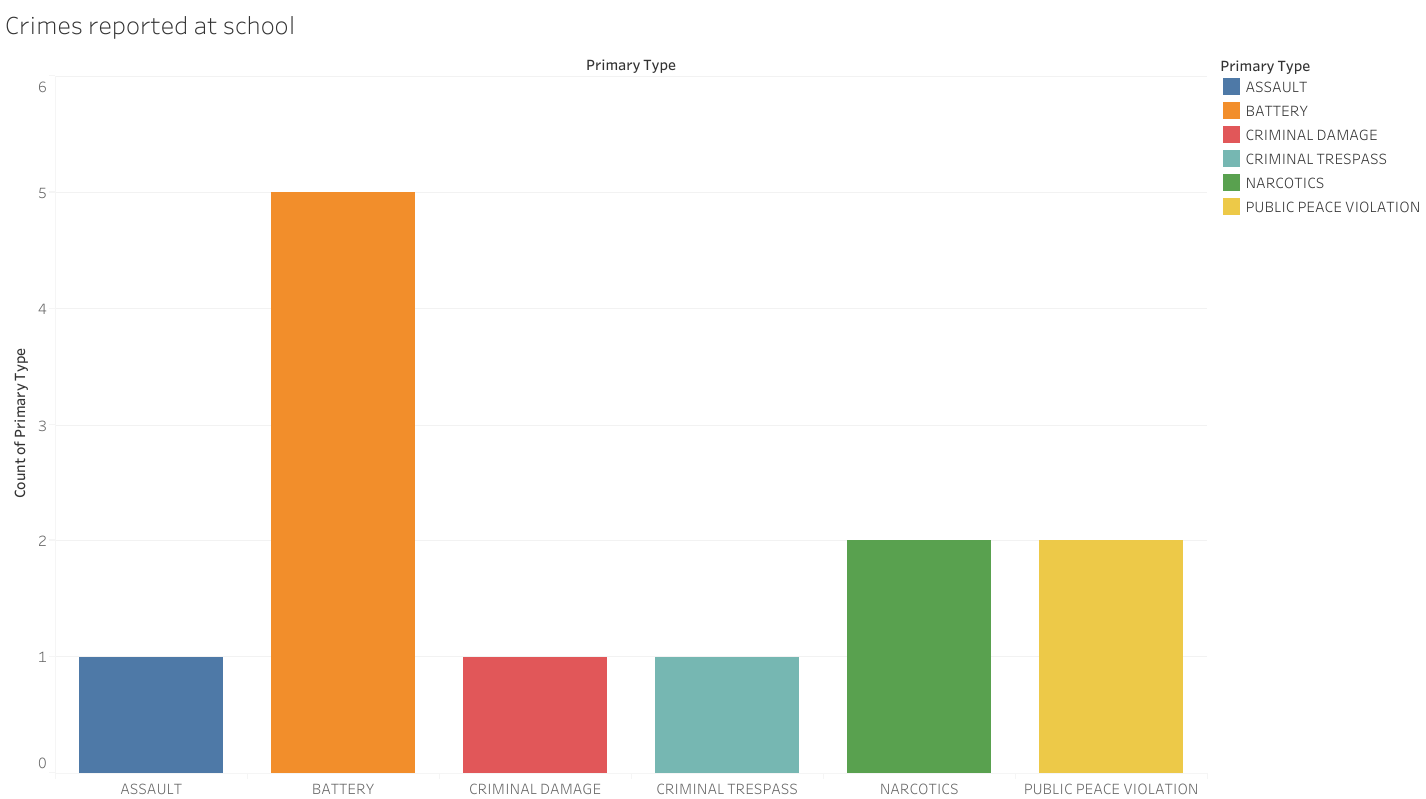 Crimes reported at school
Primary Type
Primary Type
ASSAULT
BATTERY
CRIMINAL DAMAGE
CRIMINAL TRESPASS
NARCOTICS
PUBLIC PEACE VIOLATION
Count of Primary Type
6
5
4
3
2
1
0
ASSAULT
BATTERY
CRIMINAL DAMAGE
CRIMINAL TRESPASS
NARCOTICS
PUBLIC PEACE VIOLATION